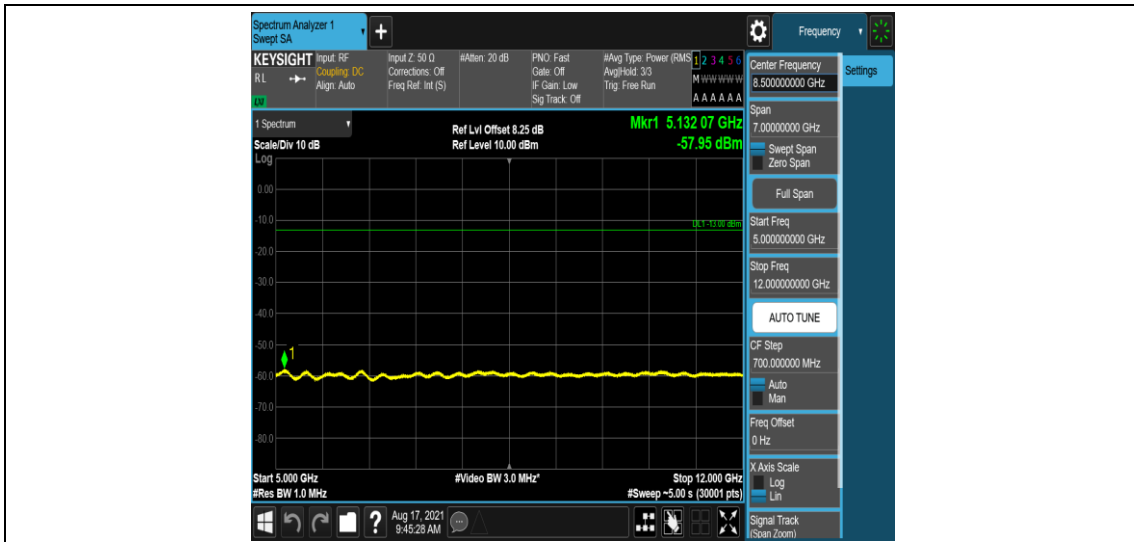 Spectrum Analyzer 1
Swept SA
+
Frequency
KEYSIGHT
RL
LM
Input: RF
Coupling: DC
Align: Auto
Input Z: 50 Ω
Corrections: Off
Freq Ref: Int (S)
#Atten: 20 dB
PNO: Fast
Gate: Off
IF Gain: Low
Sig Track: Off
#Avg Type: Power (RMS
Avg|Hold: 3/3
Trig: Free Run
1 2 3 4 5 6
M W W W W W
A A A A A A
1 Spectrum
Scale/Div 10 dB
Ref Lvl Offset 8.25 dB
Ref Level 10.00 dBm
Mkr1 5.132 07 GHz
-57.95 dBm
Log
0.00
-10.0
DL1 -13.00 dBm
-20.0
-30.0
-40.0
-50.0
1
-60.0
-70.0
-80.0
Start 5.000 GHz
#Res BW 1.0 MHz
#Video BW 3.0 MHz*
Stop 12.000 GHz
#Sweep ~5.00 s (30001 pts)
?
Aug 17, 2021
9:45:28 AM
Center Frequency
8.500000000 GHz
Settings
Span
7.00000000 GHz
Swept Span
Zero Span
Full Span
Start Freq
5.000000000 GHz
Stop Freq
12.000000000 GHz
AUTO TUNE
CF Step
700.000000 MHz
Auto
Man
Freq Offset
0 Hz
X Axis Scale
Log
Lin
Signal Track
(Span Zoom)